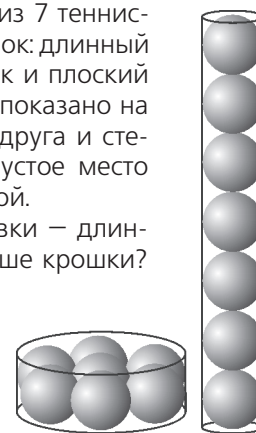 из 7 теннис-
ок: длинный
к и плоский
показано на
друга и сте-
устое место
ой.
вки — длин-
ше крошки?